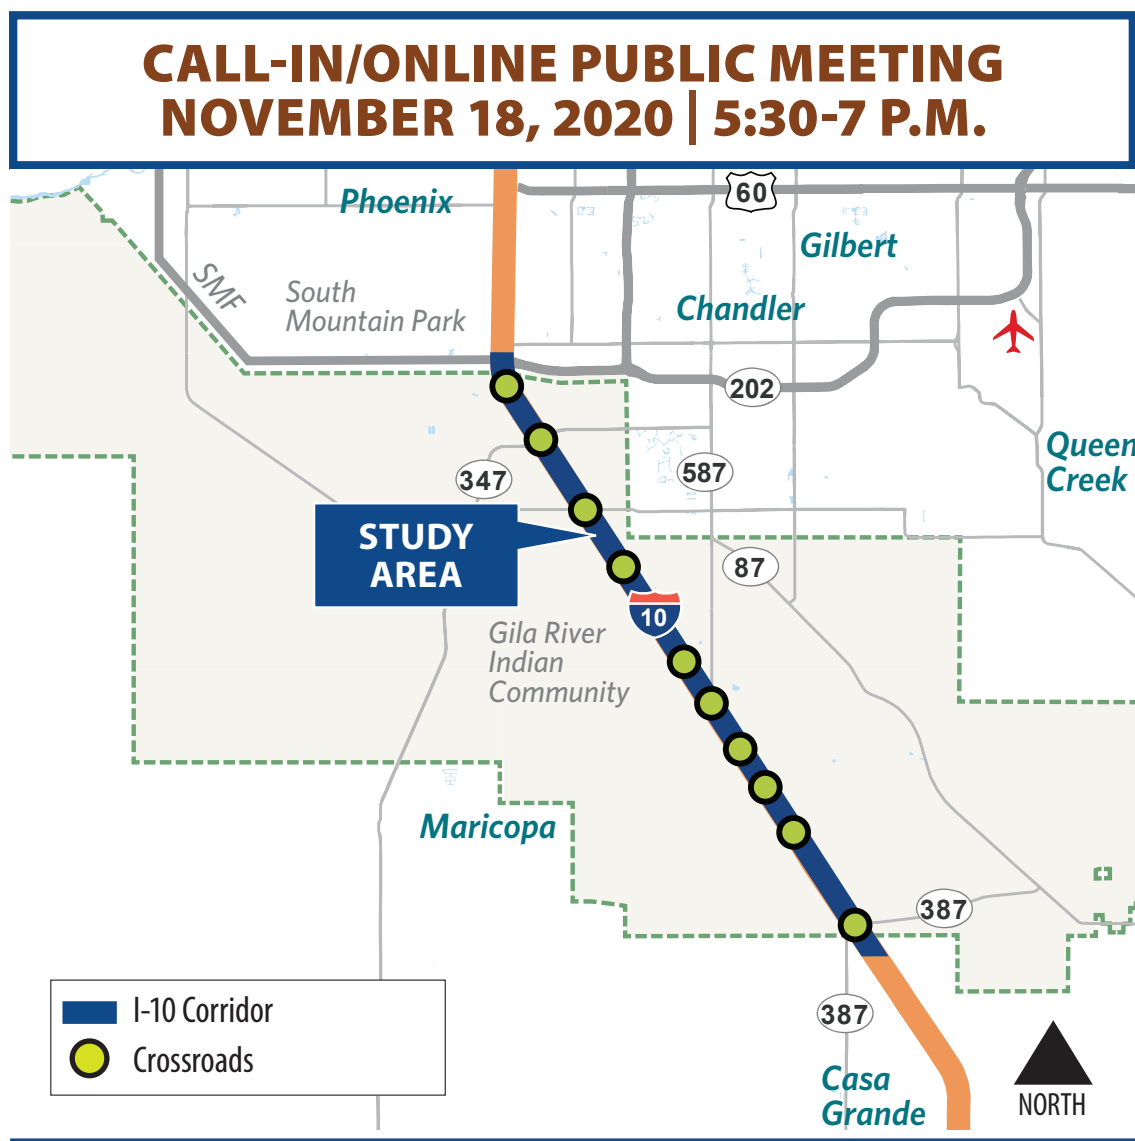 CALL-IN/ONLINE PUBLIC MEETING
NOVEMBER 18, 2020 | 5:30-7 P.M.
Phoenix
60
Gilbert
SMF
South
Mountain Park
Chandler
202
Queen
Creek
347
587
STUDY
AREA
87
10
Gila River
Indian
Community
Maricopa
387
387
I-10 Corridor
Crossroads
Casa
Grande
NORTH